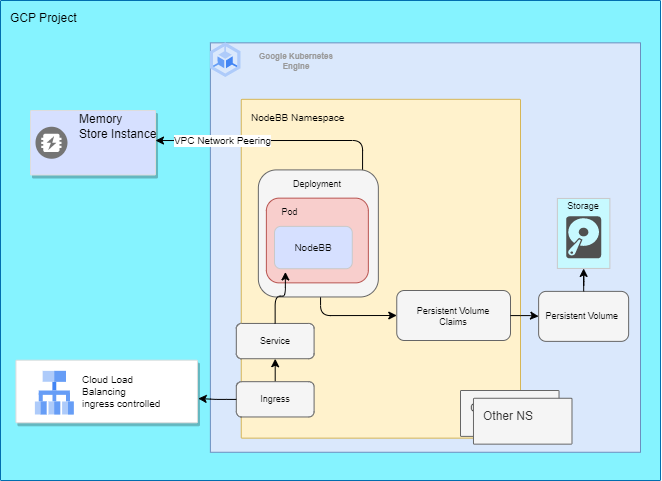 GCP Project
Google Kubernetes
Engine
Memory
Store Instance
NodeBB Namespace
VPC Network Peering
Deployment
Pod
NodeBB
Storage
Persistent Volume
Claims
Persistent Volume
Service
Cloud Load
Balancing
ingress controlled
Ingress
Other NS